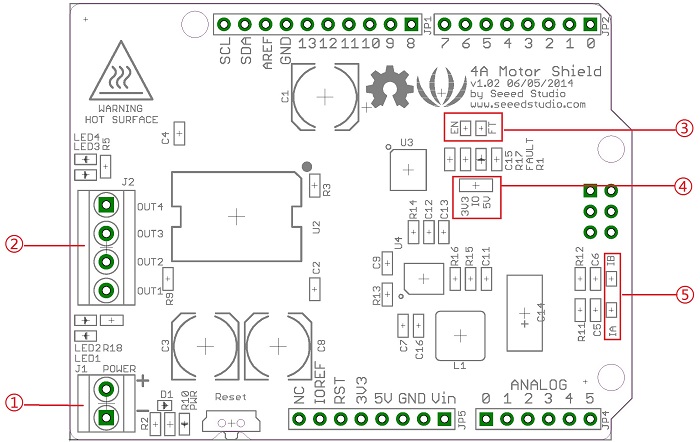 SCL SDA AREF GND 13 12 11 10 9 8 JP1
7 6 5 4 3 2 1 0 JP2
WARNING
HOT SURFACE
C1
4A Motor Shield
v1.02 06/05/2014
by Seeed Studio
www.seeedstudio.com
EN FT
③
C4
LED4
LED3
R5
U3
C15 R17 FAULT R1
④
3V3 IO 5V
J2
OUT4
OUT3
OUT2
OUT1
②
R3
U2
R14 C12 C13
U4
R9
C2
C9
R13
R16 R15 C11
C14
R12 C6 IB
R11 C5 IA
⑤
LED2 R18
LED1
C3
C8
C7 C16
L1
J1 POWER
+
-
①
D1
R2
R10
PWR
Reset
NC IOREF RST 3V3 5V GND Vin JP5
ANALOG
0 1 2 3 4 5 JP4